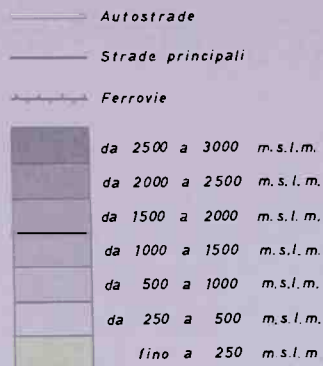 Autostrade
Strade principali
Ferrovie
da 2500 a 3000 m.s.l.m.
da 2000 a 2500 m.s.l.m.
da 1500 a 2000 m.s.l.m.
da 1000 a 1500 m.s.l.m.
da 500 a 1000 m.s.l.m.
da 250 a 500 m.s.l.m.
fino a 250 m.s.l.m